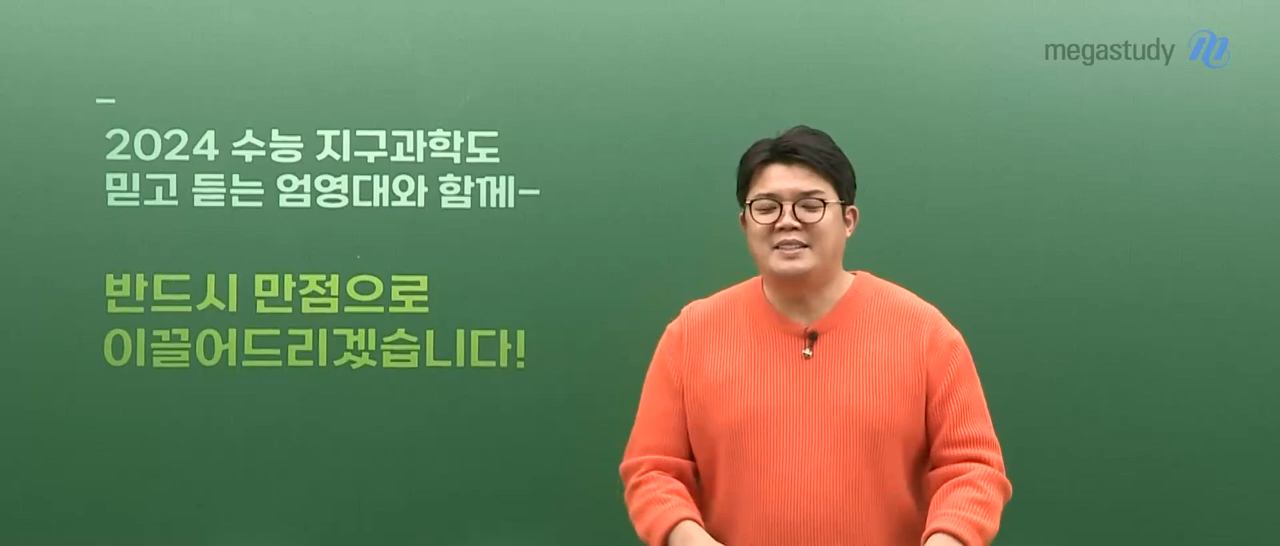 megastudy
2024 수능 지구과학도
믿고 듣는 엄영대와 함께-
반드시 만점으로
이끌어드리겠습니다!